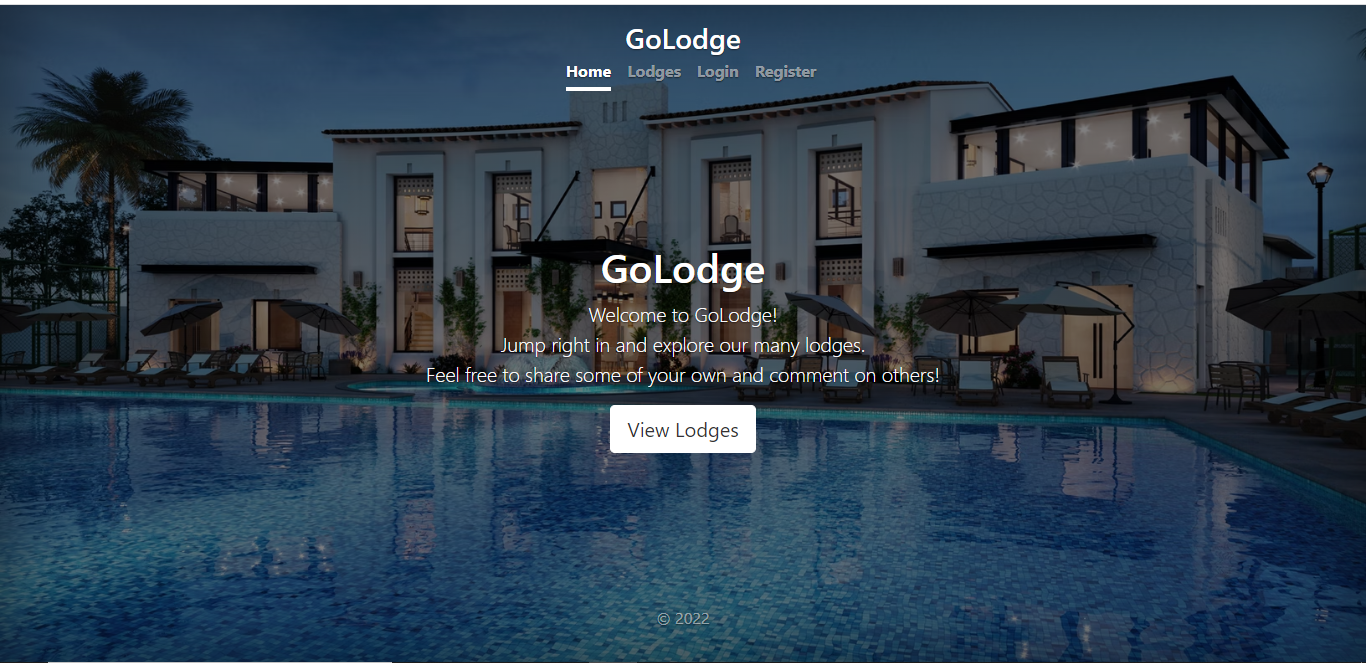 GoLodge
Home Lodges Login Register
GoLodge
Welcome to GoLodge!
Jump right in and explore our many lodges.
Feel free to share some of your own and comment on others!
View Lodges
© 2022